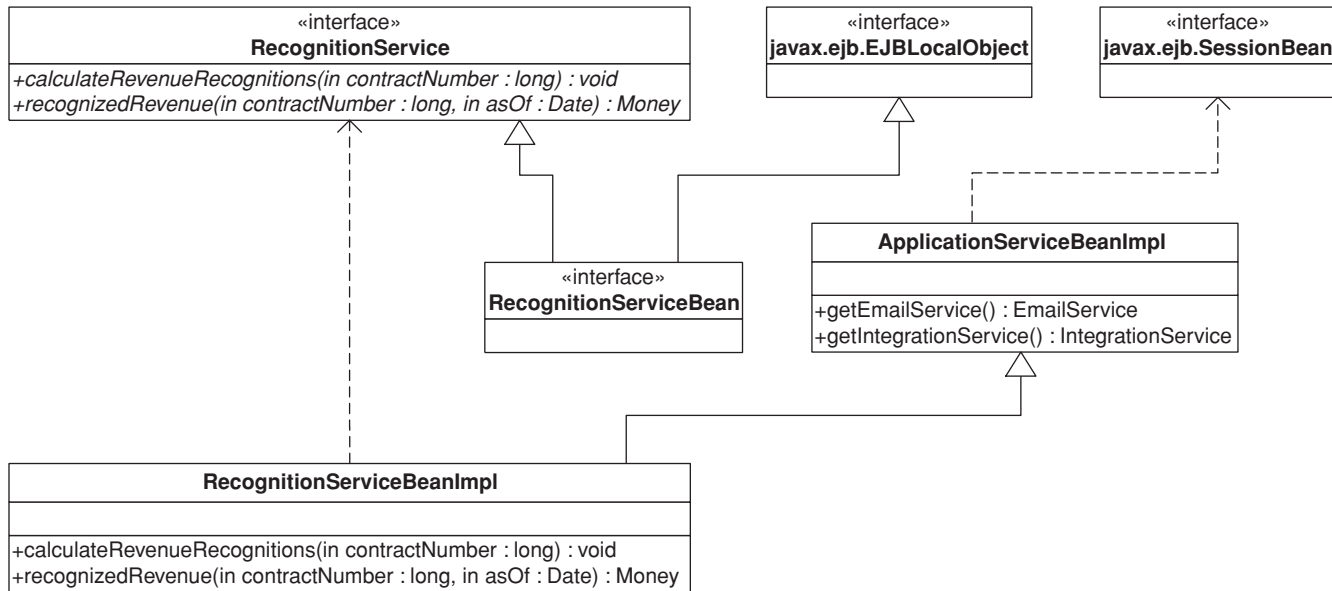 «interface»
RecognitionService
+calculateRevenueRecognitions(in contractNumber : long) : void
+recognizedRevenue(in contractNumber : long, in asOf : Date) : Money
«interface»
javax.ejb.EJBLocalObject
«interface»
javax.ejb.SessionBean
«interface»
RecognitionServiceBean
ApplicationServiceBeanImpl
+getEmailService() : EmailService
+getIntegrationService() : IntegrationService
RecognitionServiceBeanImpl
+calculateRevenueRecognitions(in contractNumber : long) : void
+recognizedRevenue(in contractNumber : long, in asOf : Date) : Money